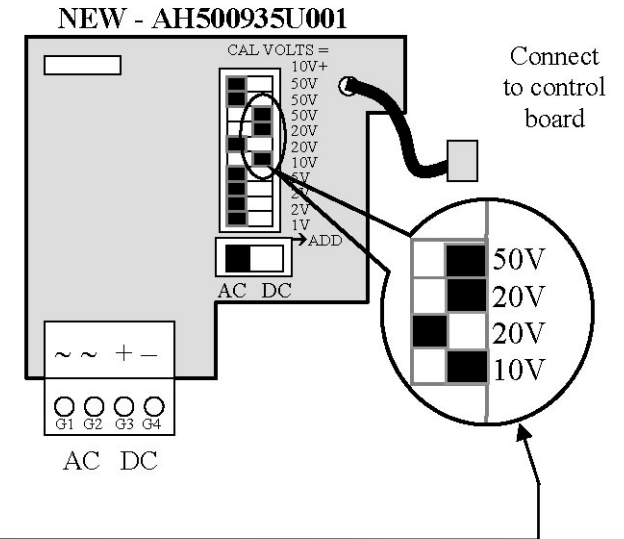 NEW - AH500935U001
CAL VOLTS =
10V+
50V
50V
50V
20V
20V
10V
5V
2V
2V
1V
ADD
AC DC
Connect
to control
board
50V
20V
20V
10V
~ ~ + –
G1 G2 G3 G4
AC DC